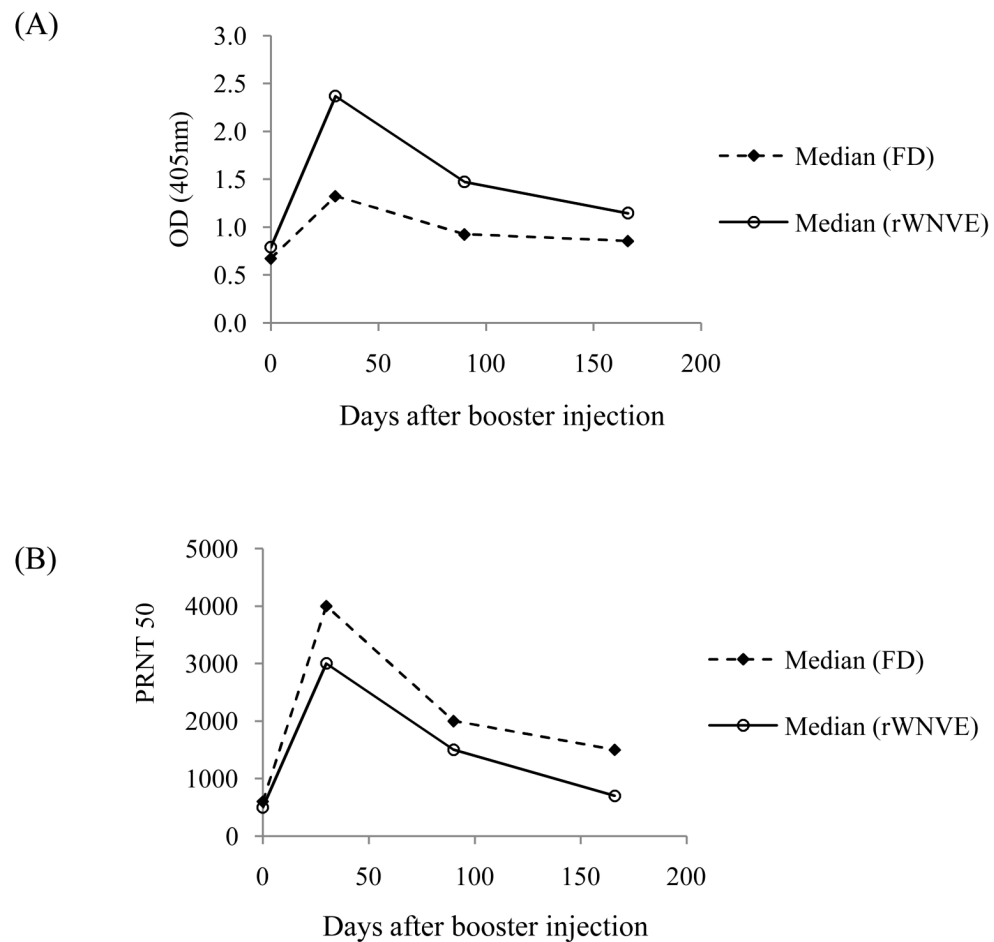 (A)
3.0
2.5
2.0
1.5
1.0
0.5
0.0
OD (405nm)
0 50 100 150 200
Days after booster injection
Median (FD)
Median (rWNVE)
(B)
5000
4000
3000
2000
1000
0
PRNT 50
0 50 100 150 200
Days after booster injection
Median (FD)
Median (rWNVE)